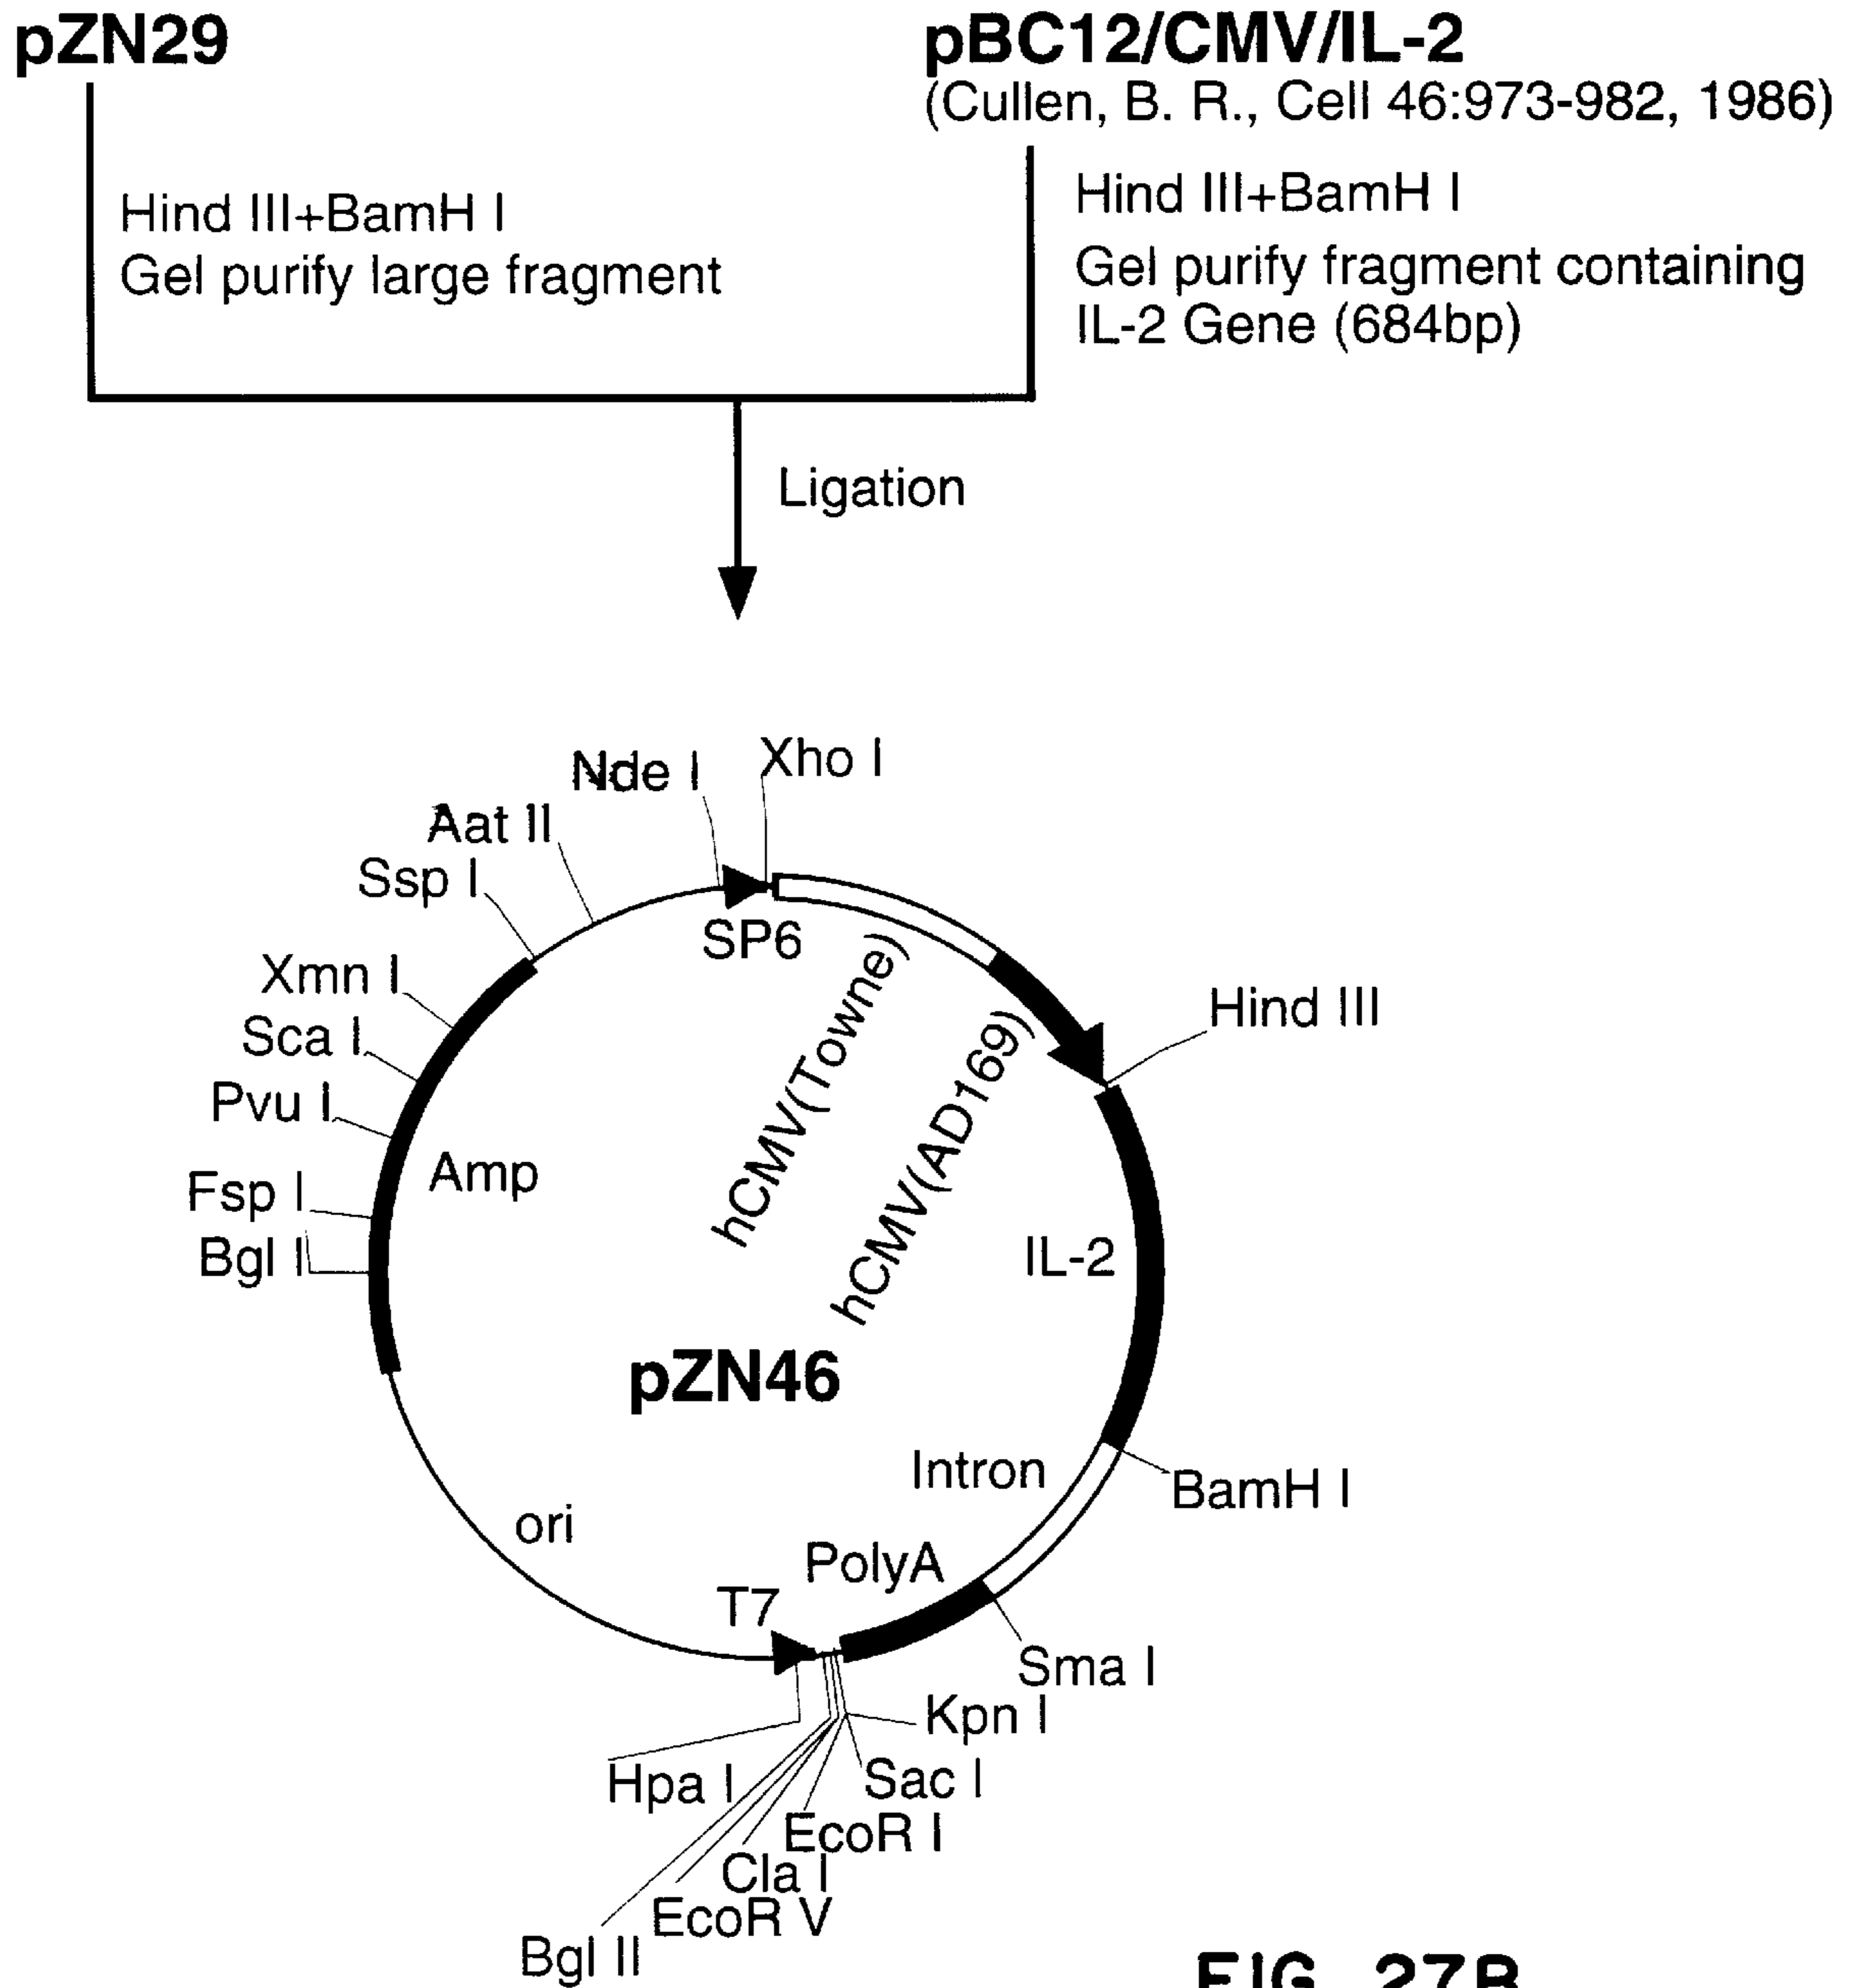 pZN29
pBC12/CMV/IL-2
(Cullen, B. R., Cell 46:973-982, 1986)
Hind III+BamH I
Gel purify large fragment
Hind III+BamH I
Gel purify fragment containing
IL-2 Gene (684bp)
Ligation
Nde I
Xho I
Aat II
Ssp I
SP6
Xmn I
Sca I
Pvu I
Amp
Fsp I
Bgl I
hCMV(Towne)
hCMV(AD169)
Hind III
IL-2
pZN46
Intron
BamH I
ori
PolyA
T7
Sma I
Kpn I
Hpa I
Sac I
EcoR I
Cla I
EcoR V
Bgl II
FIG. 27B